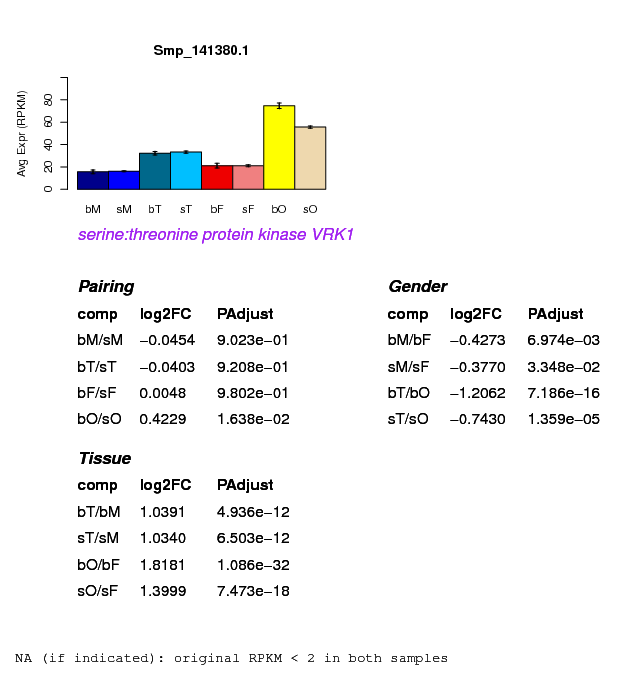 Smp_141380.1
Avg Expr (RPKM)
80
60
40
20
0
bM sM bT sT bF sF bO sO
serine:threonine protein kinase VRK1
Pairing
comp log2FC PAdjust
bM/sM −0.0454 9.023e−01
bT/sT −0.0403 9.208e−01
bF/sF 0.0048 9.802e−01
bO/sO 0.4229 1.638e−02
Gender
comp log2FC PAdjust
bM/bF −0.4273 6.974e−03
sM/sF −0.3770 3.348e−02
bT/bO −1.2062 7.186e−16
sT/sO −0.7430 1.359e−05
Tissue
comp log2FC PAdjust
bT/bM 1.0391 4.936e−12
sT/sM 1.0340 6.503e−12
bO/bF 1.8181 1.086e−32
sO/sF 1.3999 7.473e−18
NA (if indicated): original RPKM < 2 in both samples